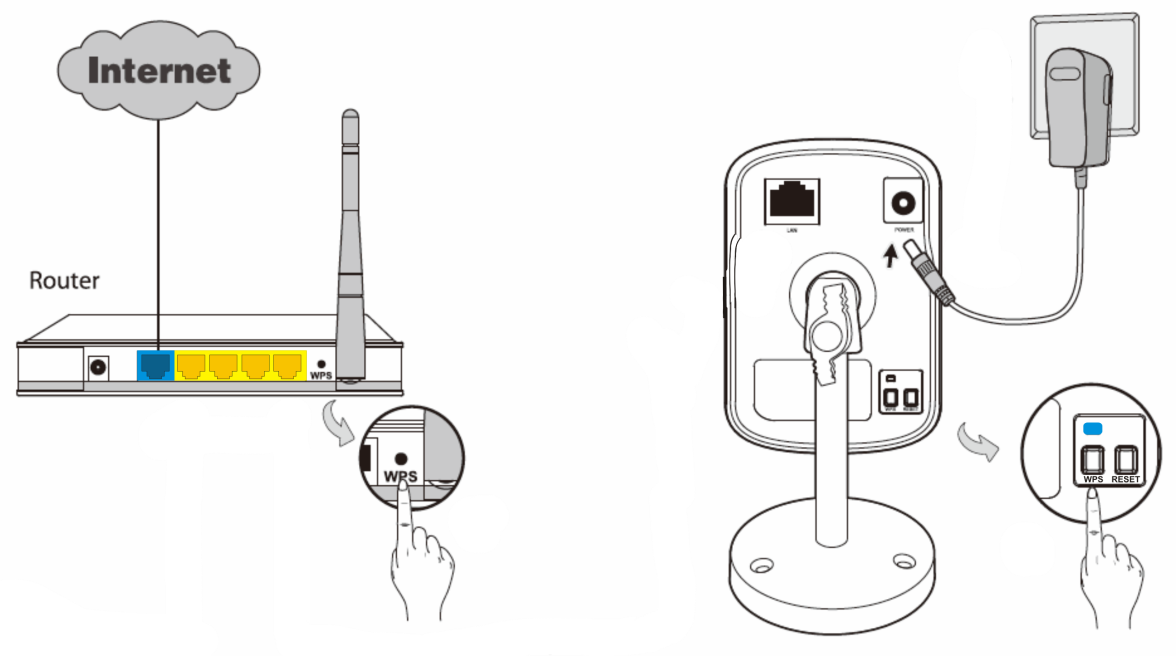 Internet
Router
WPS
WPS
LAN
POWER
WPS RESET
WPS RESET